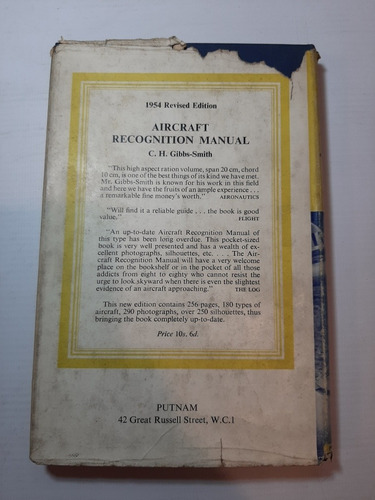 1954 Revised Edition
AIRCRAFT
RECOGNITION MANUAL
C. H. Gibbs-Smith
"This high aspect ration volume, span 20 cm, chord
10 cm, is one of the best things of its kind we have met.
Mr. Gibbs-Smith is known for his work in this field
and here we have the fruits of an ample experience . . .
a remarkable fine money's worth." AERONAUTICS
"Will find it a reliable guide . . . the book is good
value." FLIGHT
"An up-to-date Aircraft Recognition Manual of
this type has been long overdue. This pocket-sized
book is very well presented and has a wealth of ex-
cellent photographs, silhouettes, etc. . . . The Air-
craft Recognition Manual will have a very welcome
place on the bookshelf or in the pocket of all those
addicts from eight to eighty who cannot resist the
urge to look skyward when there is even the slightest
evidence of an aircraft approaching." THE LOG
This new edition contains 256 pages, 180 types of
aircraft, 290 photographs, over 250 silhouettes, thus
bringing the book completely up-to-date.
Price 10s. 6d.
PUTNAM
42 Great Russell Street, W.C.1